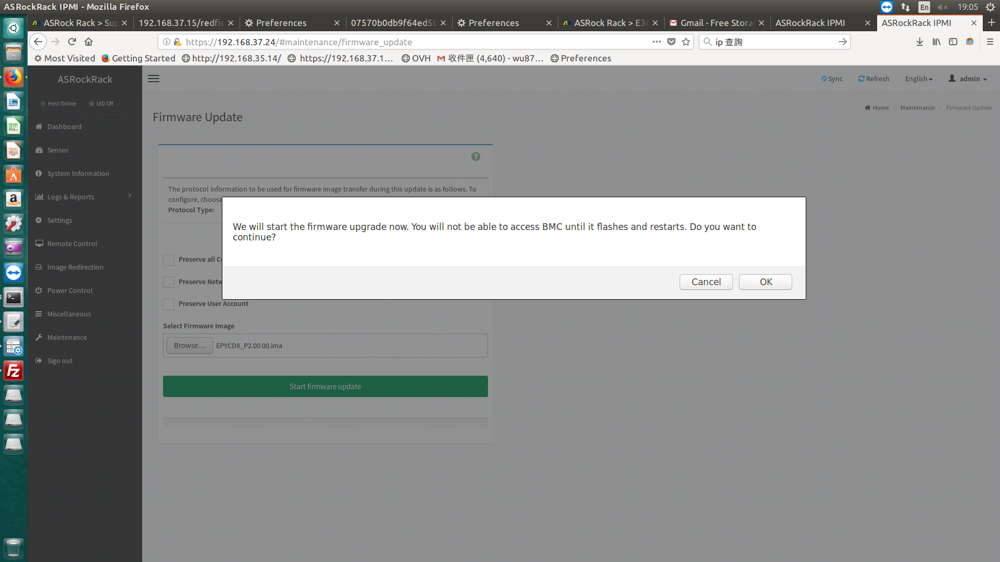 ASRockRack IPMI - Mozilla Firefox
En
19:05
ASRock Rack > Sup
192.168.37.15/redfis
Preferences
07570b0db9f64ed5b
Preferences
ASRock Rack > E3C
Gmail - Free Storag
ASRockRack IPMI
ASRockRack IPMI
https://192.168.37.24/#maintenance/firmware_update
ip 查詢
Most Visited
Getting Started
http://192.168.35.14/
https://192.168.37.1…
OVH
收件匣 (4,640) - wu87…
Preferences
ASRockRack
Sync
Refresh
English
admin
Host Online
UID Off
Home > Maintenance > Firmware Update
Firmware Update
Dashboard
Sensor
System Information
Logs & Reports
Settings
Remote Control
Image Redirection
Power Control
Miscellaneous
Maintenance
Sign out
The protocol information to be used for firmware image transfer during this update is as follows. To
configure, choose
Protocol Type:
We will start the firmware upgrade now. You will not be able to access BMC until it flashes and restarts. Do you want to
continue?
Cancel
OK
Preserve all Co
Preserve Netw
Preserve User Account
Select Firmware Image
Browse…
EPYCD8_P2.00.00.ima
Start firmware update